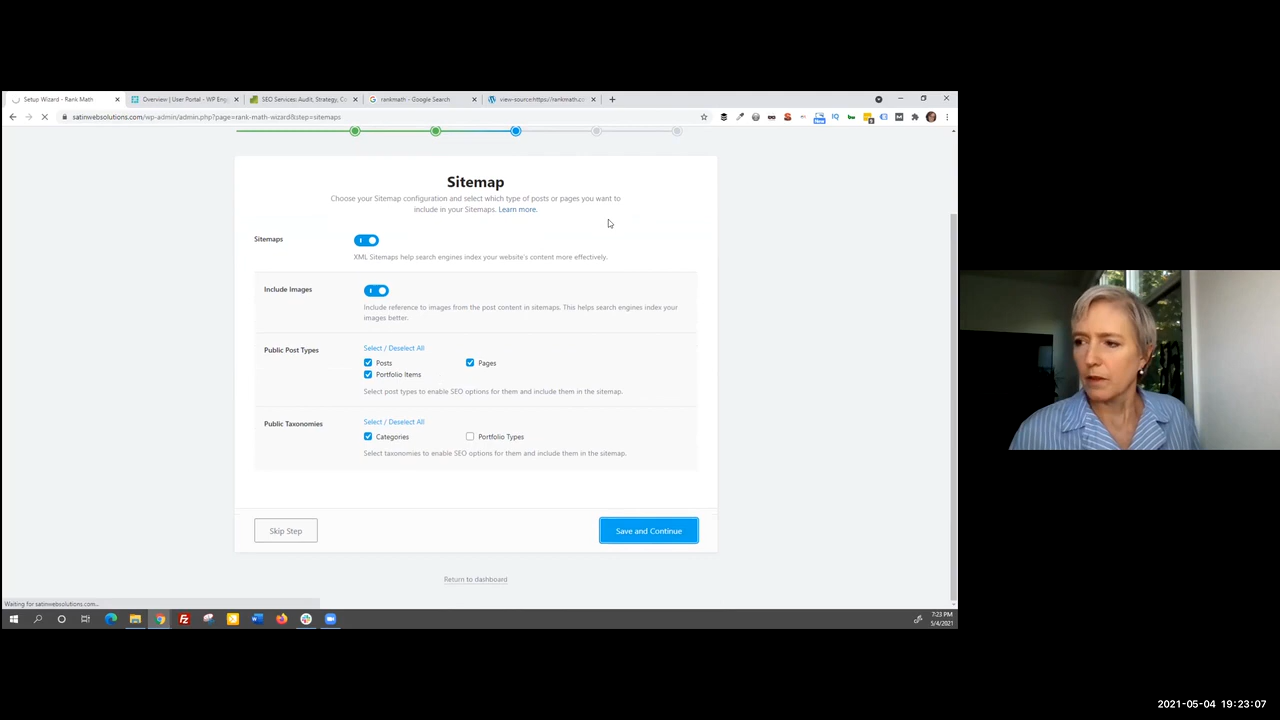 Setup Wizard - Rank Math
Overview | User Portal - WP Eng
SEO Services: Audit, Strategy, Co
rankmath - Google Search
view-source:https://rankmath.co
satinwebsolutions.com/wp-admin/admin.php?page=rank-math-wizard&step=sitemaps
New
Sitemap
Choose your Sitemap configuration and select which type of posts or pages you want to
include in your Sitemaps. Learn more.
Sitemaps
XML Sitemaps help search engines index your website's content more effectively.
Include Images
Include reference to images from the post content in sitemaps. This helps search engines index your
images better.
Public Post Types
Select / Deselect All
Posts
Pages
Portfolio Items
Select post types to enable SEO options for them and include them in the sitemap.
Public Taxonomies
Select / Deselect All
Categories
Portfolio Types
Select taxonomies to enable SEO options for them and include them in the sitemap.
Skip Step
Save and Continue
Return to dashboard
Waiting for satinwebsolutions.com...
7:23 PM
5/4/2021
2021-05-04 19:23:07